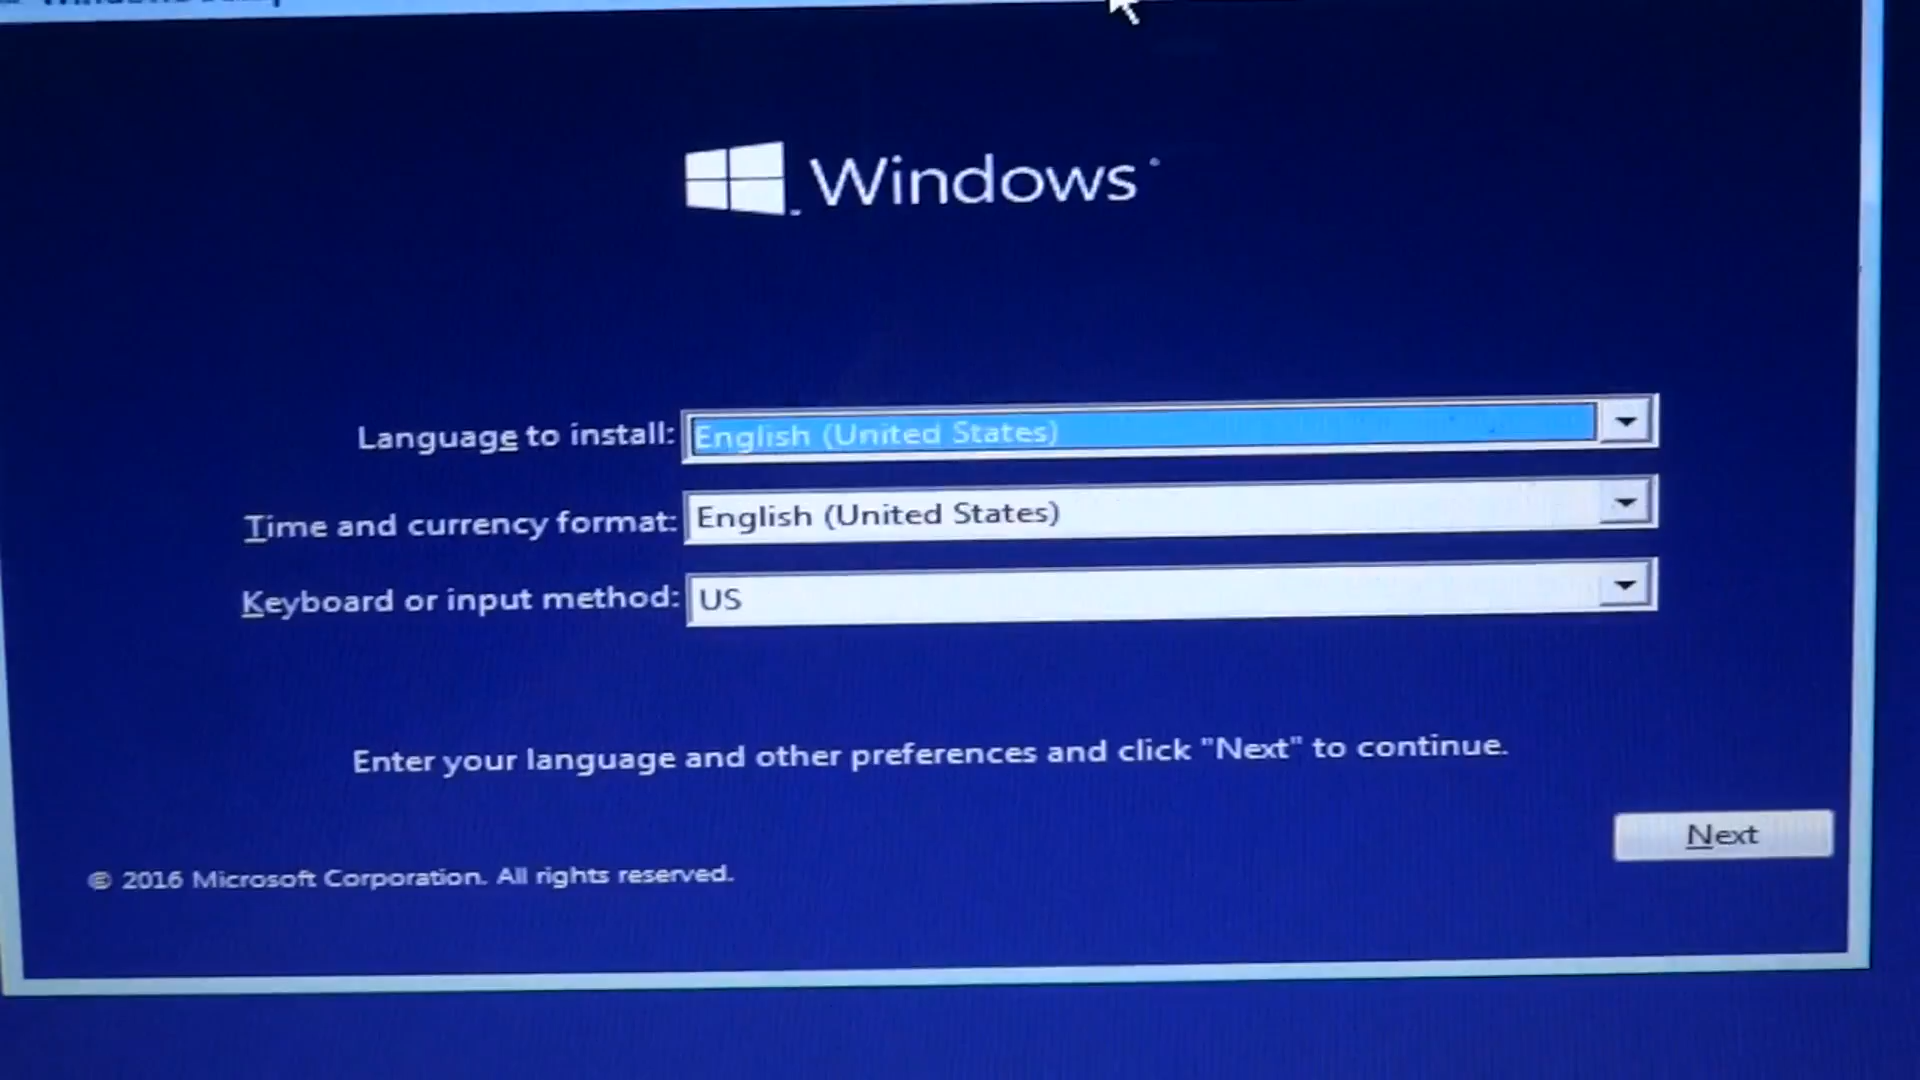 Windows
Language to install: English (United States)
Time and currency format: English (United States)
Keyboard or input method: US
Enter your language and other preferences and click "Next" to continue.
Next
© 2016 Microsoft Corporation. All rights reserved.